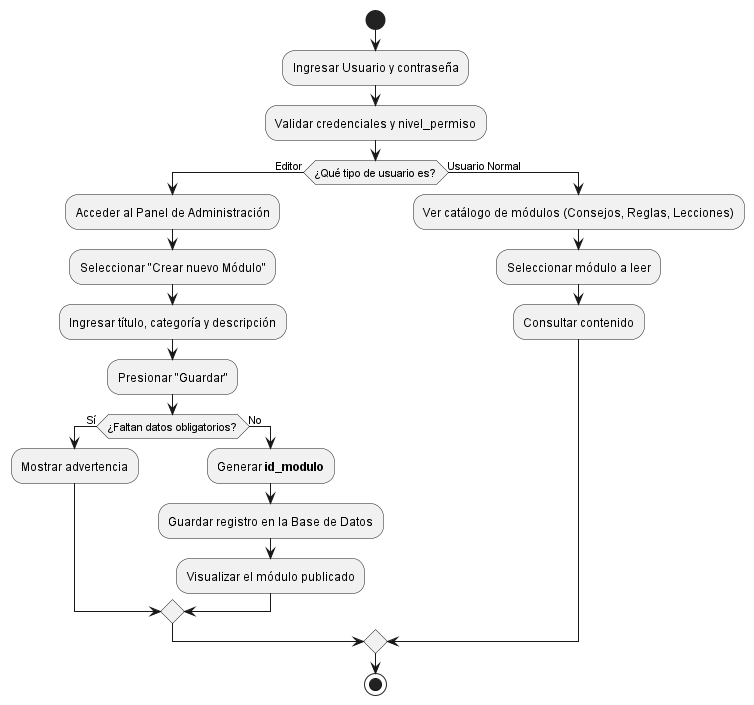 Ingresar Usuario y contraseña
Validar credenciales y nivel_permiso
Editor
¿Qué tipo de usuario es?
Usuario Normal
Acceder al Panel de Administración
Seleccionar "Crear nuevo Módulo"
Ingresar título, categoría y descripción
Presionar "Guardar"
Sí
¿Faltan datos obligatorios?
No
Mostrar advertencia
Generar id_modulo
Guardar registro en la Base de Datos
Visualizar el módulo publicado
Ver catálogo de módulos (Consejos, Reglas, Lecciones)
Seleccionar módulo a leer
Consultar contenido